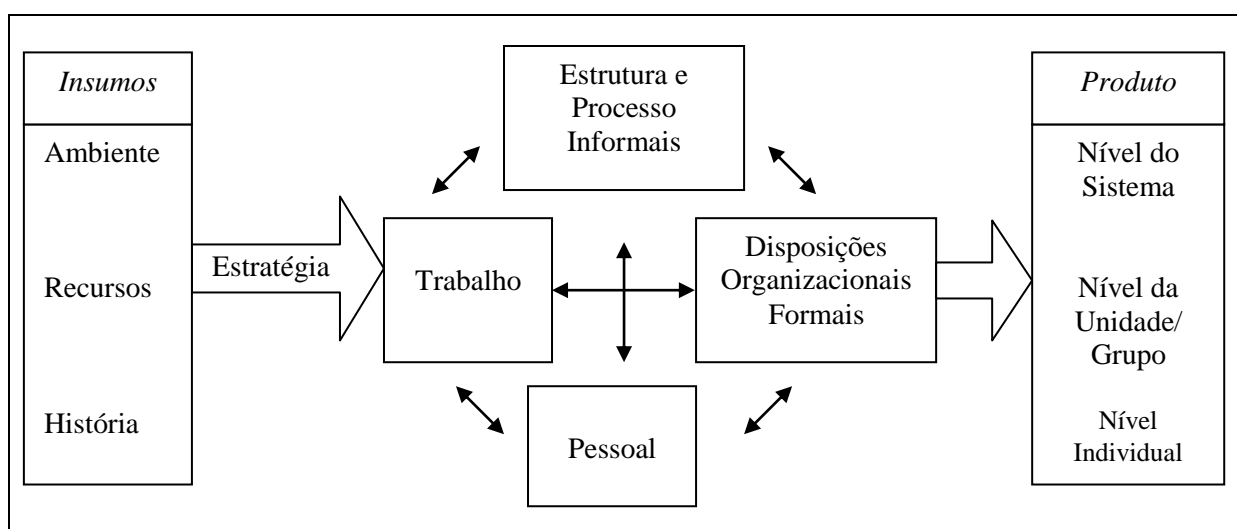 Insumos
Ambiente
Recursos
História
Estratégia
Trabalho
Estrutura e
Processo
Informais
Disposições
Organizacionais
Formais
Pessoal
Produto
Nível do
Sistema
Nível da
Unidade/
Grupo
Nível
Individual